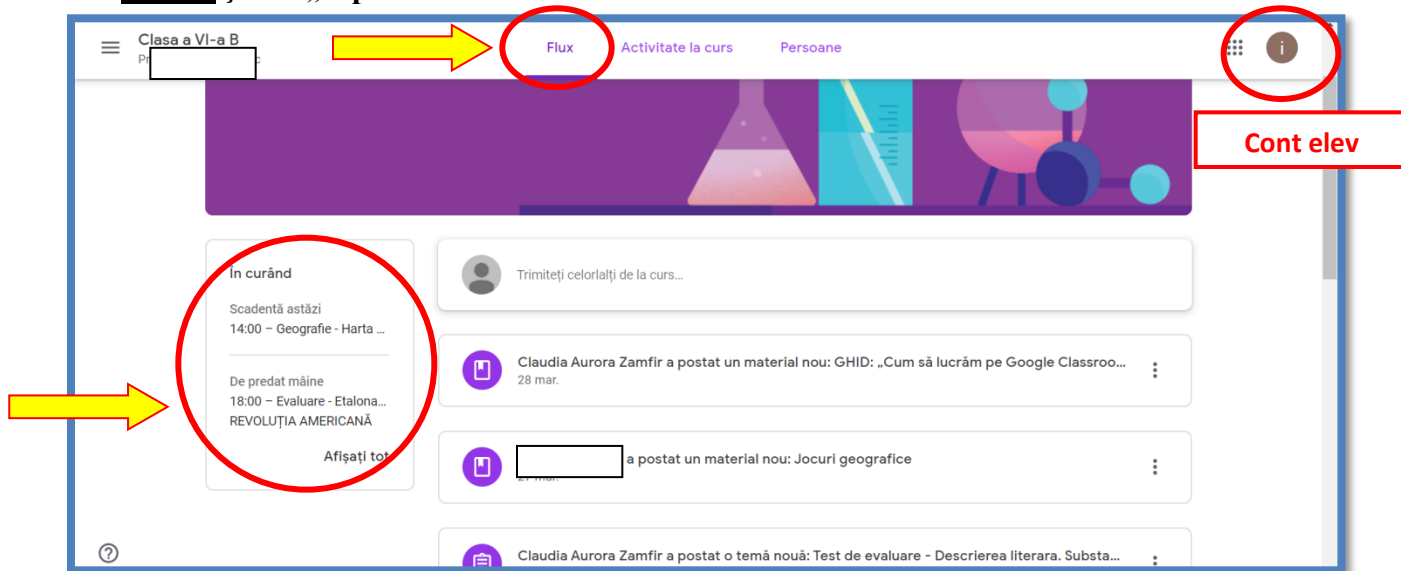 Clasa a VI-a B
Flux
Activitate la curs
Persoane
i
Cont elev
În curând
Scadentă astăzi
14:00 – Geografie - Harta ...
De predat mâine
18:00 – Evaluare - Etalona...
REVOLUȚIA AMERICANĂ
Afișați tot
Trimiteți celorlalți de la curs...
Claudia Aurora Zamfir a postat un material nou: GHID: „Cum să lucrăm pe Google Classroo...
28 mar.
a postat un material nou: Jocuri geografice
27 mar.
Claudia Aurora Zamfir a postat o temă nouă: Test de evaluare - Descrierea literara. Substa...